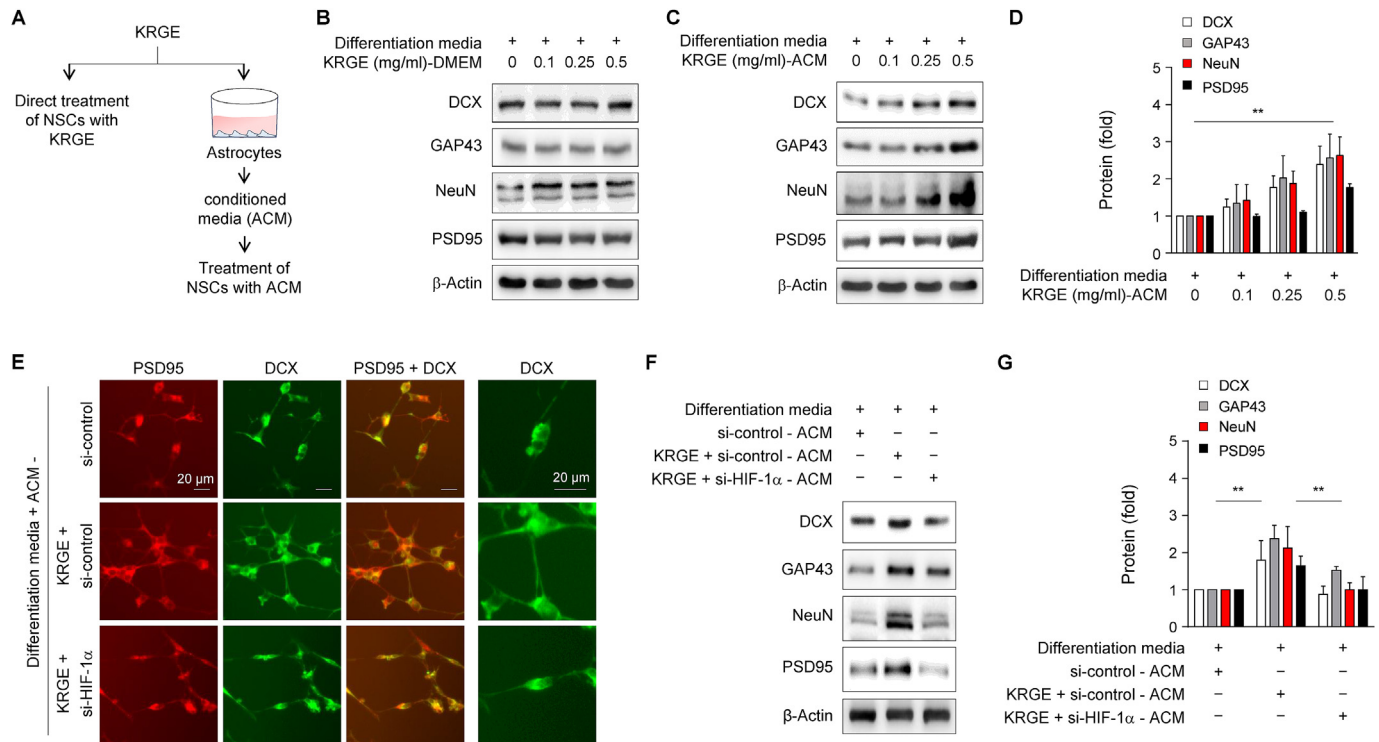 A
KRGE
Direct treatment
of NSCs with
KRGE
Astrocytes
conditioned
media (ACM)
Treatment of
NSCs with ACM
B
Differentiation media + + + +
KRGE (mg/ml)-DMEM 0 0.1 0.25 0.5
DCX
GAP43
NeuN
PSD95
β-Actin
C
Differentiation media + + + +
KRGE (mg/ml)-ACM 0 0.1 0.25 0.5
DCX
GAP43
NeuN
PSD95
β-Actin
D
DCX
GAP43
NeuN
PSD95
5
4
3
2
1
0
Protein (fold)
**
Differentiation media + + + +
KRGE (mg/ml)-ACM 0 0.1 0.25 0.5
E
PSD95 DCX PSD95 + DCX DCX
Differentiation media + ACM -
si-control
20 µm
20 µm
KRGE +
si-control
KRGE +
si-HIF-1α
F
Differentiation media + + +
si-control - ACM + − −
KRGE + si-control - ACM − + −
KRGE + si-HIF-1α - ACM − − +
DCX
GAP43
NeuN
PSD95
β-Actin
G
DCX
GAP43
NeuN
PSD95
5
4
3
2
1
0
Protein (fold)
** **
Differentiation media + + +
si-control - ACM + − −
KRGE + si-control - ACM − + −
KRGE + si-HIF-1α - ACM − − +